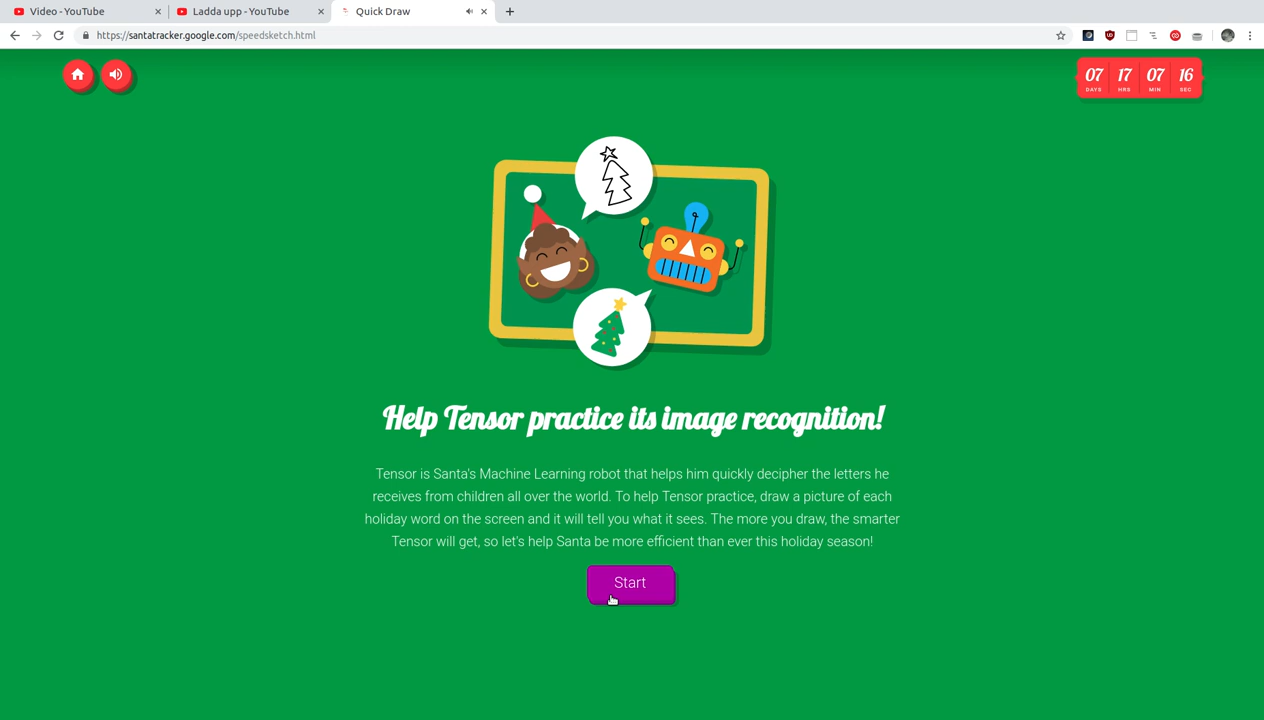 Video - YouTube
Ladda upp - YouTube
Quick Draw
https://santatracker.google.com/speedsketch.html
07 17 07 16
DAYS HRS MIN SEC
Help Tensor practice its image recognition!
Tensor is Santa's Machine Learning robot that helps him quickly decipher the letters he
receives from children all over the world. To help Tensor practice, draw a picture of each
holiday word on the screen and it will tell you what it sees. The more you draw, the smarter
Tensor will get, so let's help Santa be more efficient than ever this holiday season!
Start